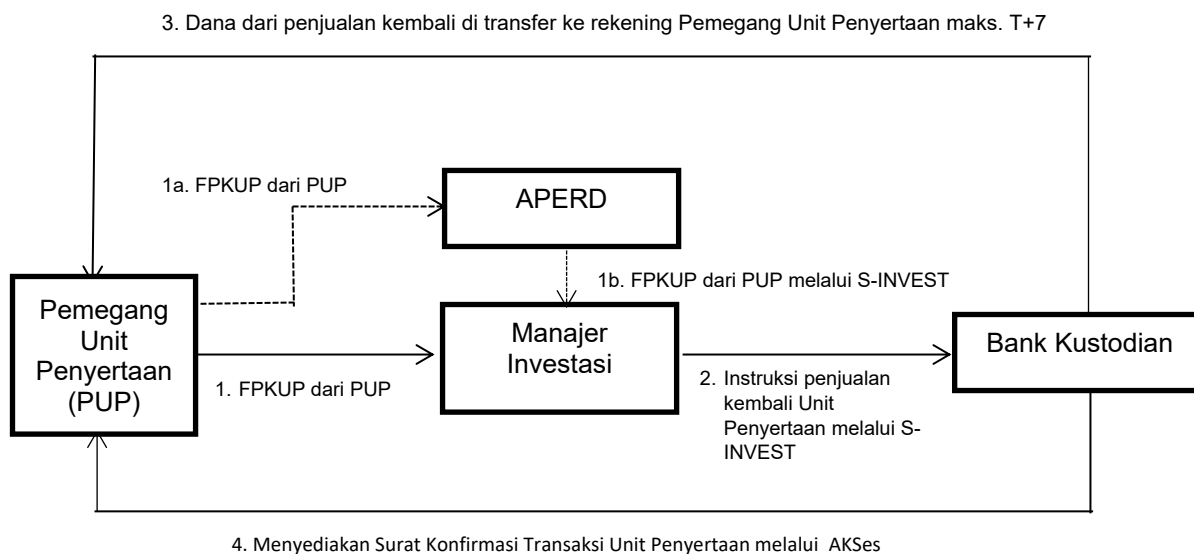 3. Dana dari penjualan kembali di transfer ke rekening Pemegang Unit Penyertaan maks. T+7
1a. FPKUP dari PUP
APERD
1b. FPKUP dari PUP melalui S-INVEST
Pemegang
Unit
Penyertaan
(PUP)
Manajer
Investasi
Bank Kustodian
1. FPKUP dari PUP
2. Instruksi penjualan
kembali Unit
Penyertaan melalui S-
INVEST
4. Menyediakan Surat Konfirmasi Transaksi Unit Penyertaan melalui AKSes